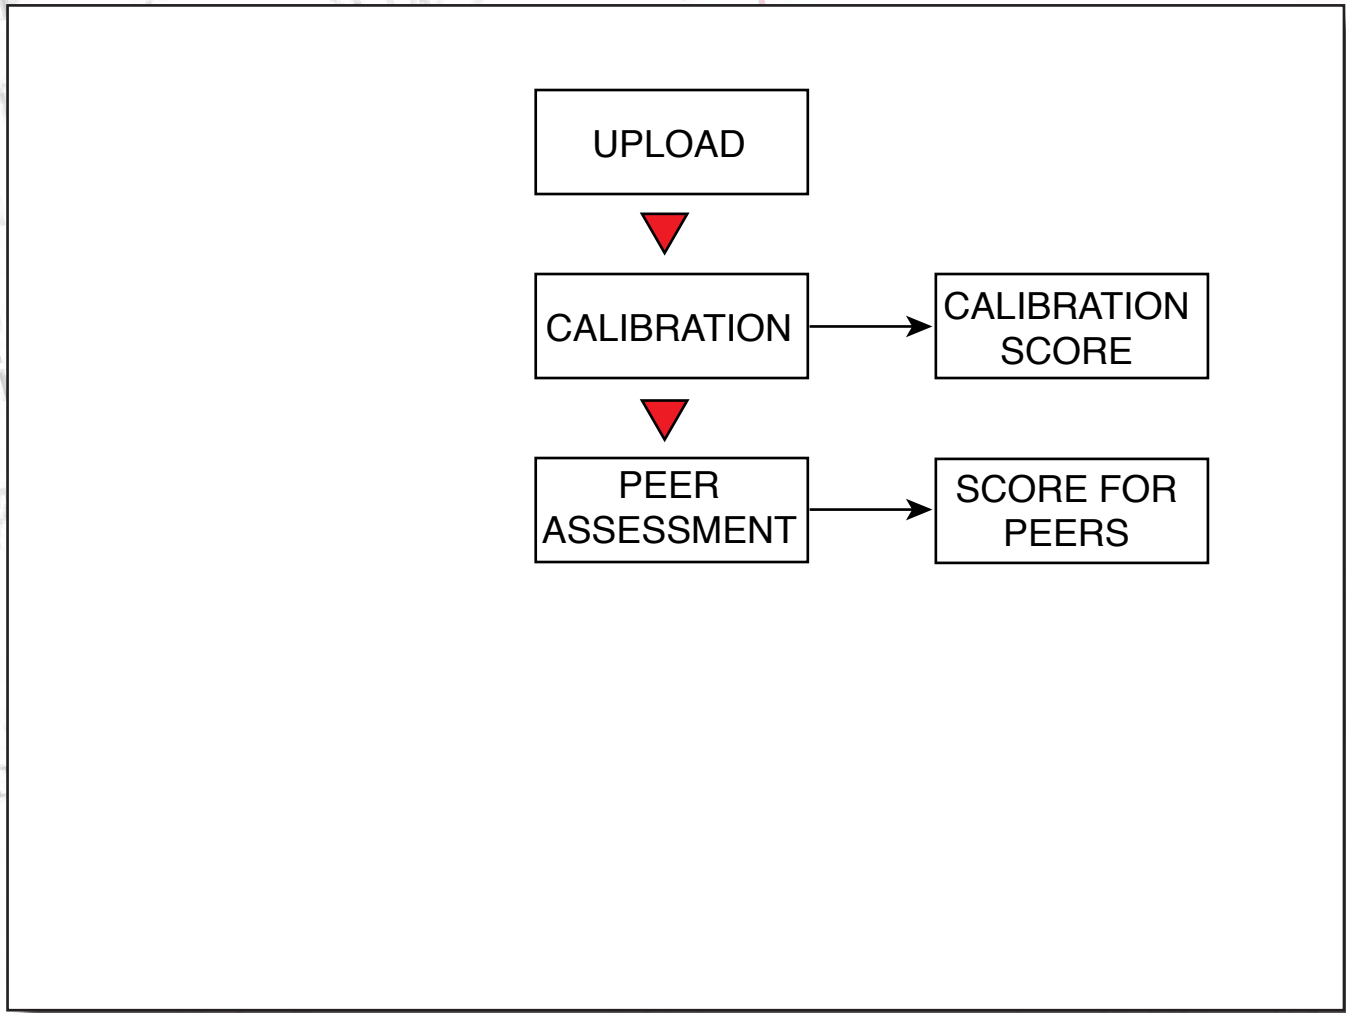 UPLOAD
CALIBRATION
CALIBRATION
SCORE
PEER
ASSESSMENT
SCORE FOR
PEERS